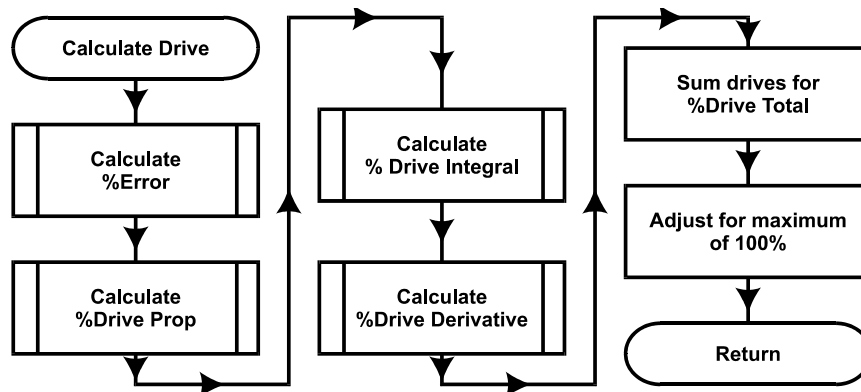 Calculate Drive
Calculate
%Error
Calculate
%Drive Prop
Calculate
% Drive Integral
Calculate
%Drive Derivative
Sum drives for
%Drive Total
Adjust for maximum
of 100%
Return